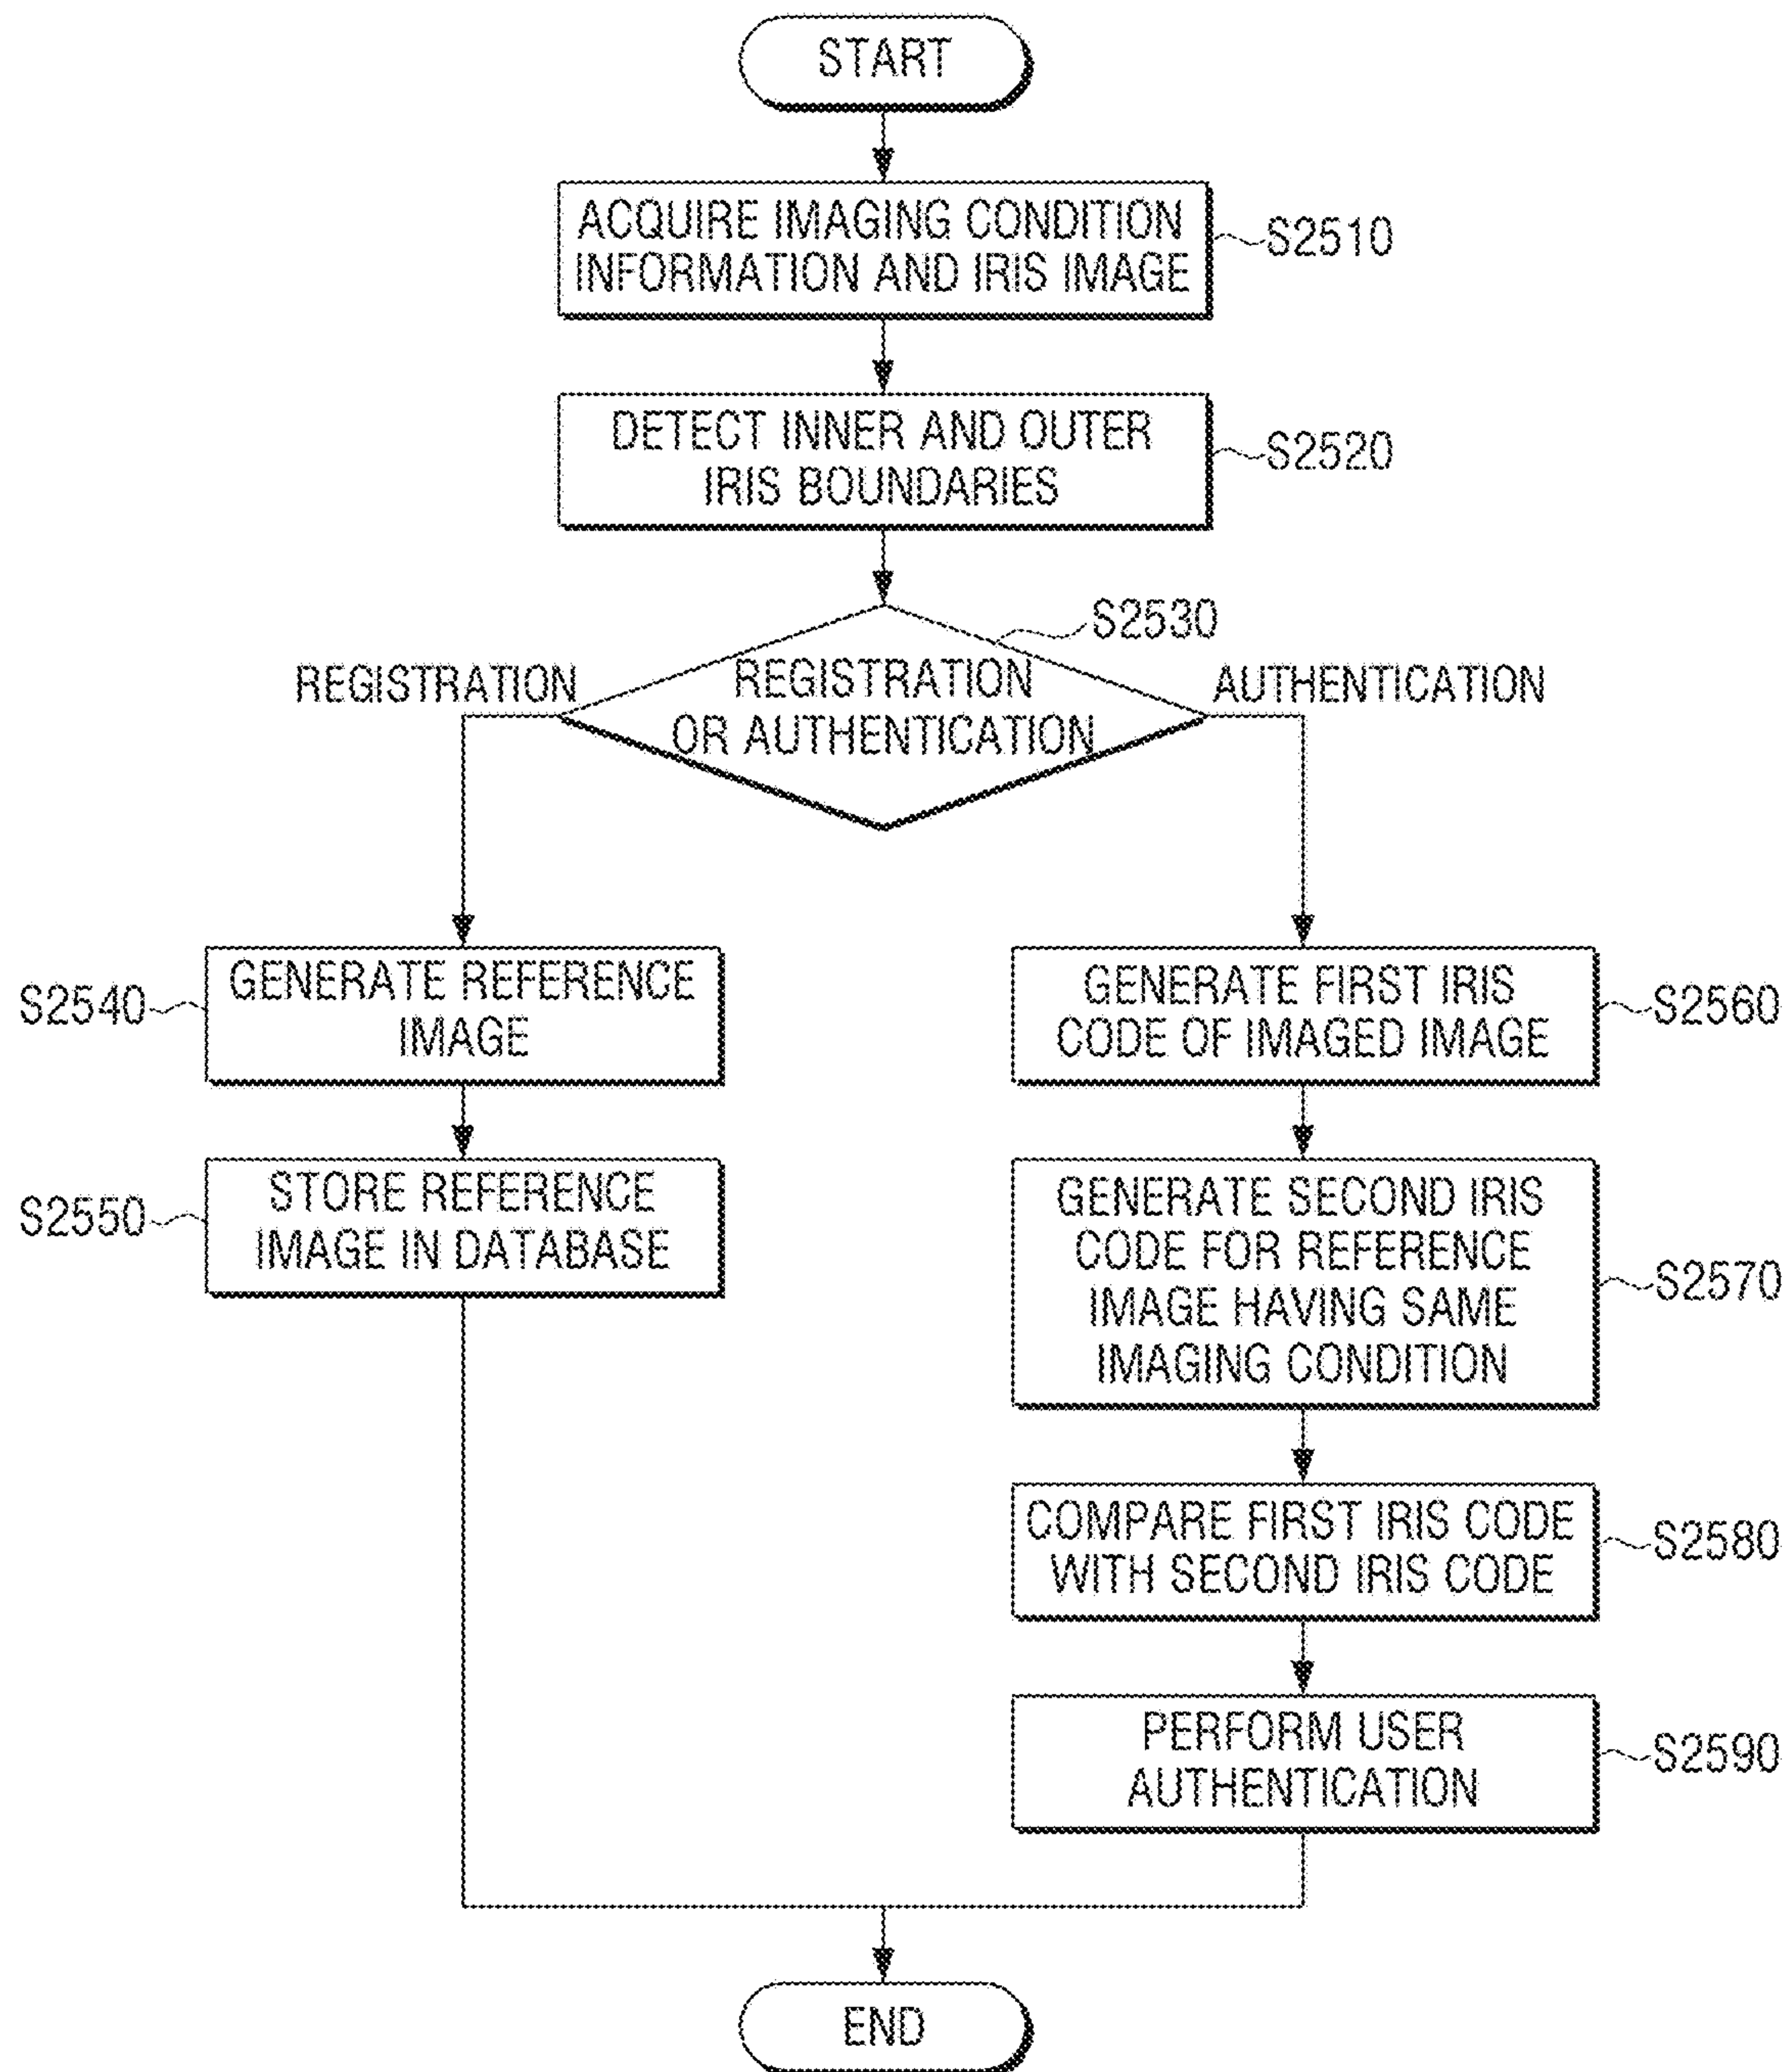 START
ACQUIRE IMAGING CONDITION
INFORMATION AND IRIS IMAGE
S2510
DETECT INNER AND OUTER
IRIS BOUNDARIES
S2520
S2530
REGISTRATION
REGISTRATION
OR AUTHENTICATION
AUTHENTICATION
S2540
GENERATE REFERENCE
IMAGE
S2550
STORE REFERENCE
IMAGE IN DATABASE
GENERATE FIRST IRIS
CODE OF IMAGED IMAGE
S2560
GENERATE SECOND IRIS
CODE FOR REFERENCE
IMAGE HAVING SAME
IMAGING CONDITION
S2570
COMPARE FIRST IRIS CODE
WITH SECOND IRIS CODE
S2580
PERFORM USER
AUTHENTICATION
S2590
END